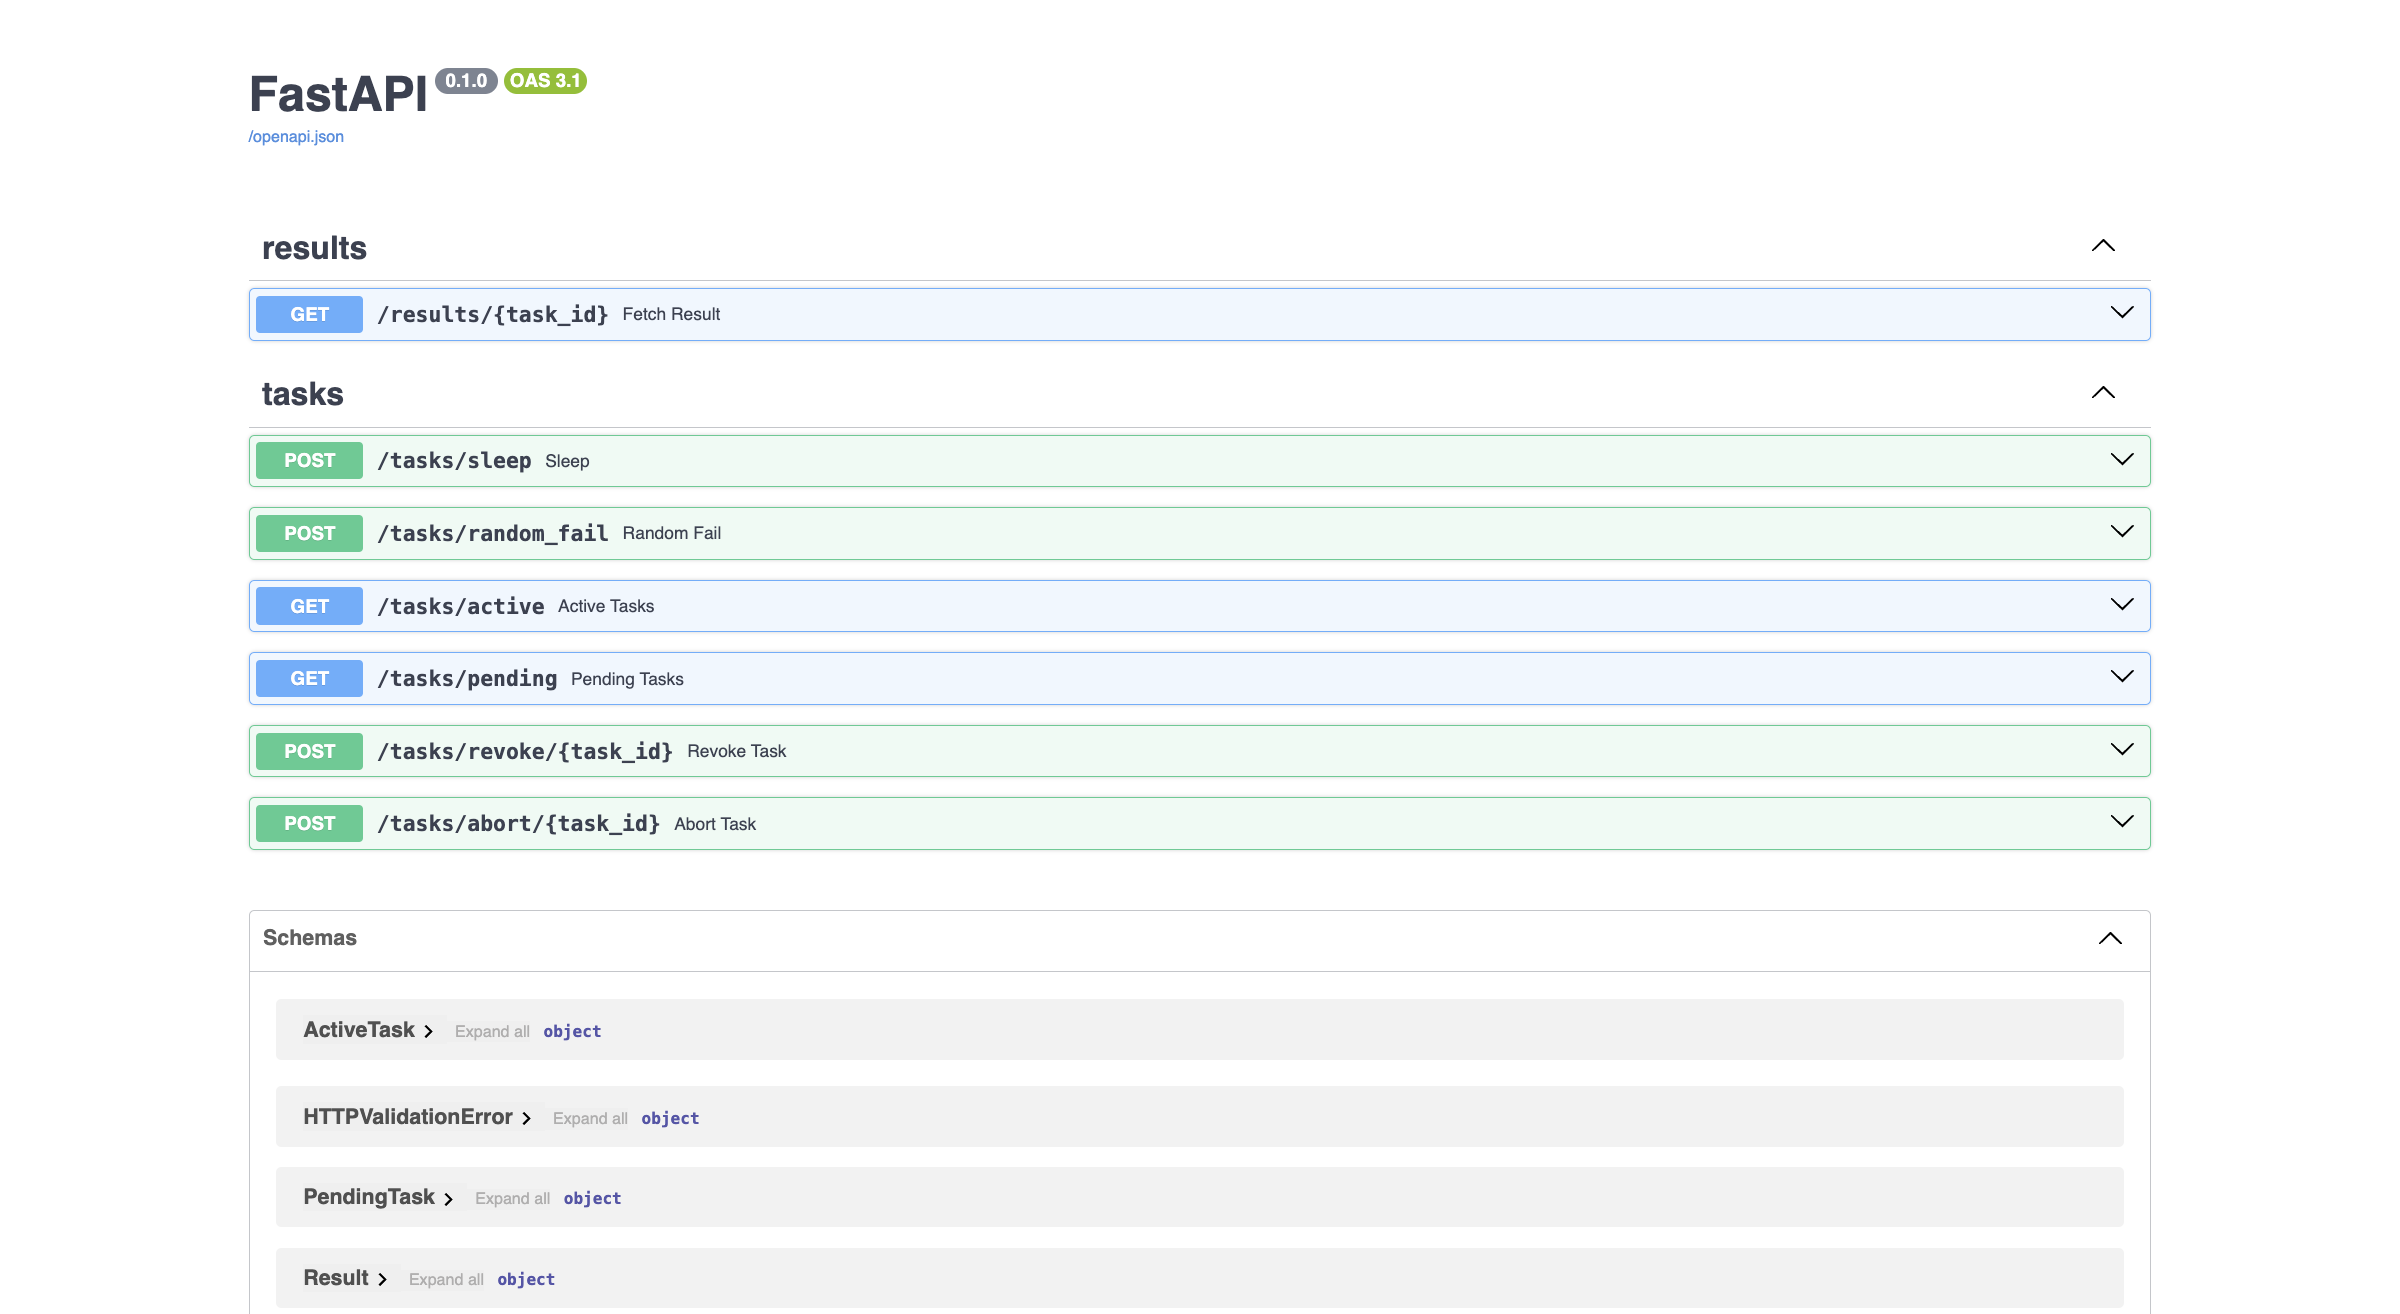 FastAPI 0.1.0 OAS 3.1
/openapi.json
results
GET /results/{task_id} Fetch Result
tasks
POST /tasks/sleep Sleep
POST /tasks/random_fail Random Fail
GET /tasks/active Active Tasks
GET /tasks/pending Pending Tasks
POST /tasks/revoke/{task_id} Revoke Task
POST /tasks/abort/{task_id} Abort Task
Schemas
ActiveTask Expand all object
HTTPValidationError Expand all object
PendingTask Expand all object
Result Expand all object